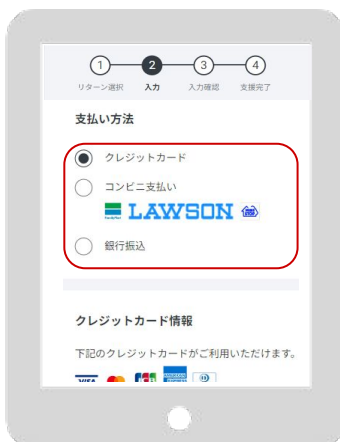 1 2 3 4
リターン選択 入力 入力確認 支援完了
支払い方法
クレジットカード
コンビニ支払い
FamilyMart LAWSON
銀行振込
クレジットカード情報
下記のクレジットカードがご利用いただけます。
VISA